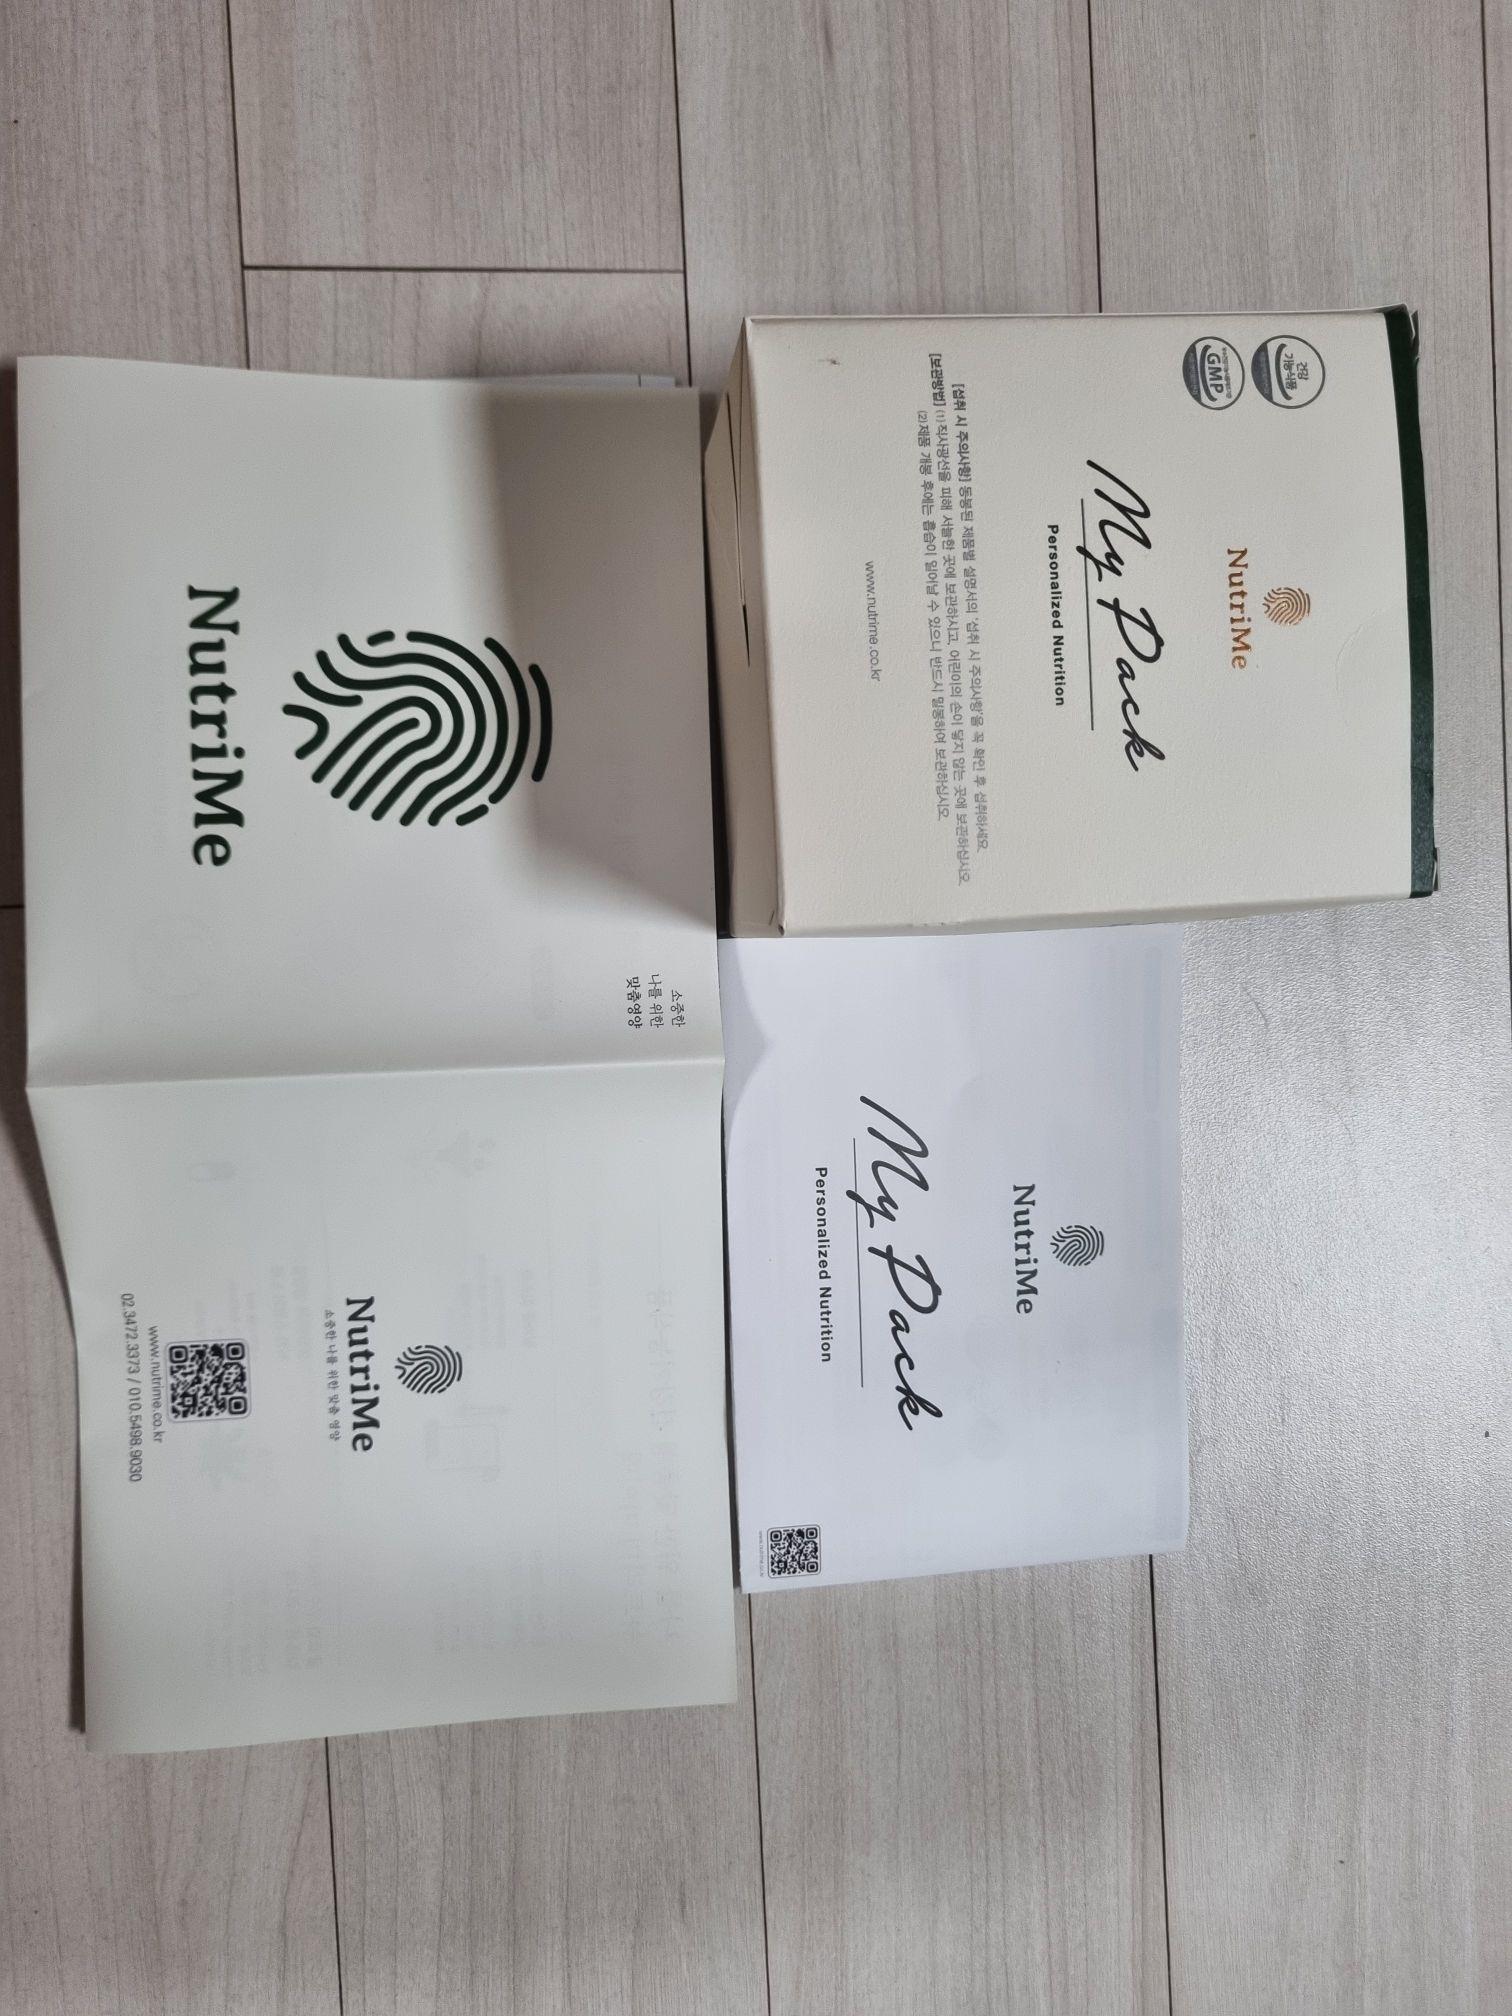 건강
기능식품
GMP
NutriMe
My Pack
Personalized Nutrition
[섭취 시 주의사항] 동봉된 제품별 설명서의 '섭취 시 주의사항'을 꼭 확인 후 섭취하세요.
[보관방법] (1) 직사광선을 피해 서늘한 곳에 보관하시고, 어린이의 손이 닿지 않는 곳에 보관하십시오.
(2) 제품 개봉 후에는 흡습이 일어날 수 있으니 반드시 밀봉하여 보관하십시오.
www.nutrime.co.kr
NutriMe
My Pack
Personalized Nutrition
www.nutrime.co.kr
소중한
나를 위한
맞춤영양
NutriMe
NutriMe
소중한 나를 위한 맞춤 영양
www.nutrime.co.kr
02.3472.3373 / 010.5498.9030